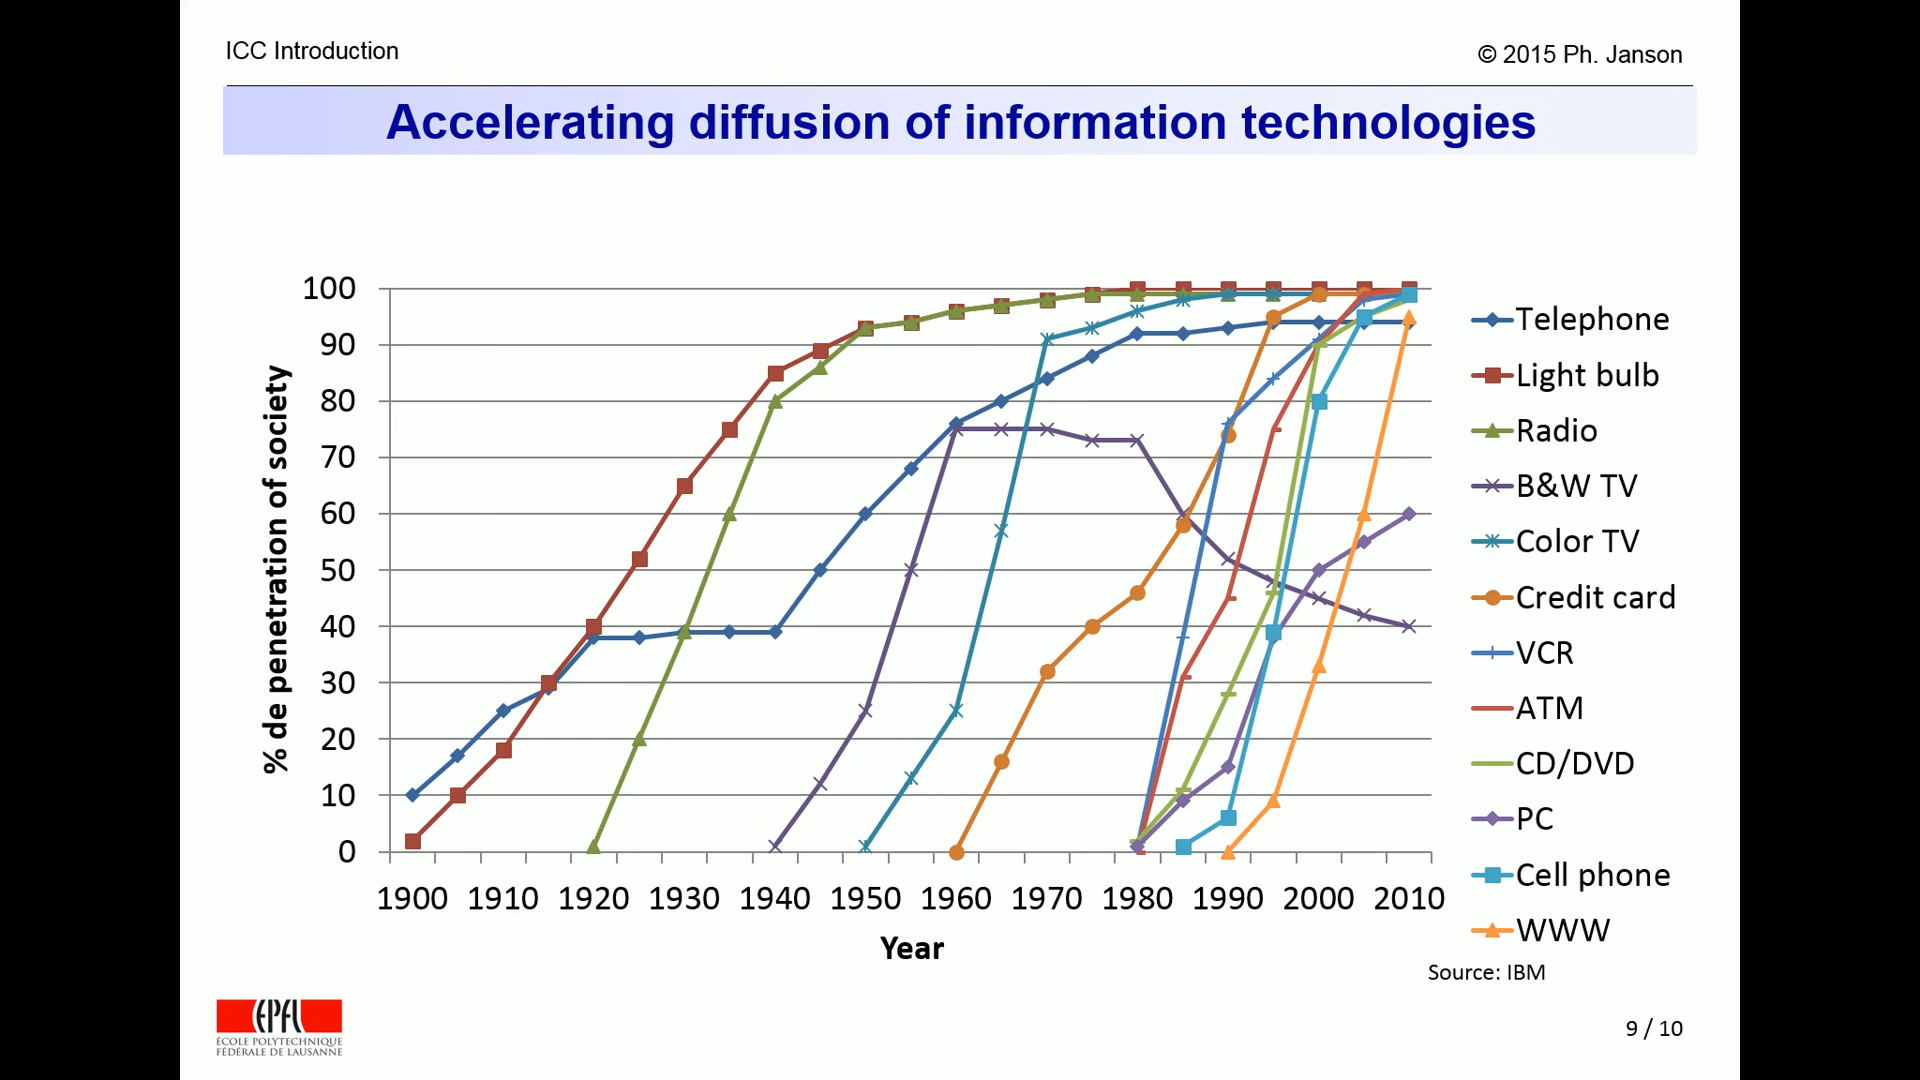 ICC Introduction
© 2015 Ph. Janson
Accelerating diffusion of information technologies
% de penetration of society
100
90
80
70
60
50
40
30
20
10
0
1900 1910 1920 1930 1940 1950 1960 1970 1980 1990 2000 2010
Year
Telephone
Light bulb
Radio
B&W TV
Color TV
Credit card
VCR
ATM
CD/DVD
PC
Cell phone
WWW
Source: IBM
EPFL
ÉCOLE POLYTECHNIQUE
FÉDÉRALE DE LAUSANNE
9 / 10